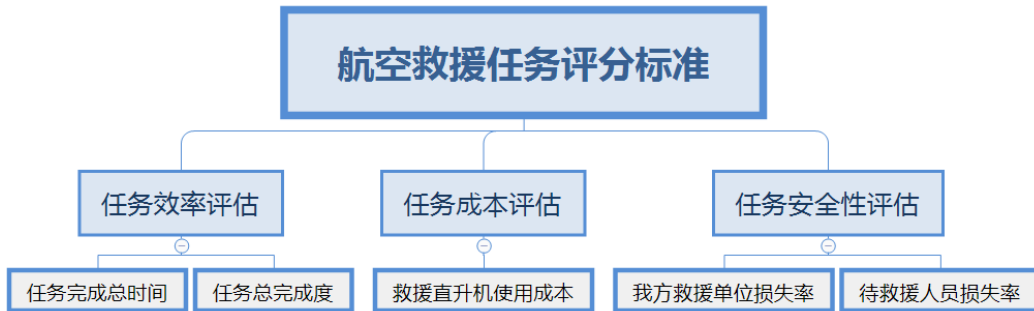 航空救援任务评分标准
任务效率评估
任务成本评估
任务安全性评估
任务完成总时间
任务总完成度
救援直升机使用成本
我方救援单位损失率
待救援人员损失率